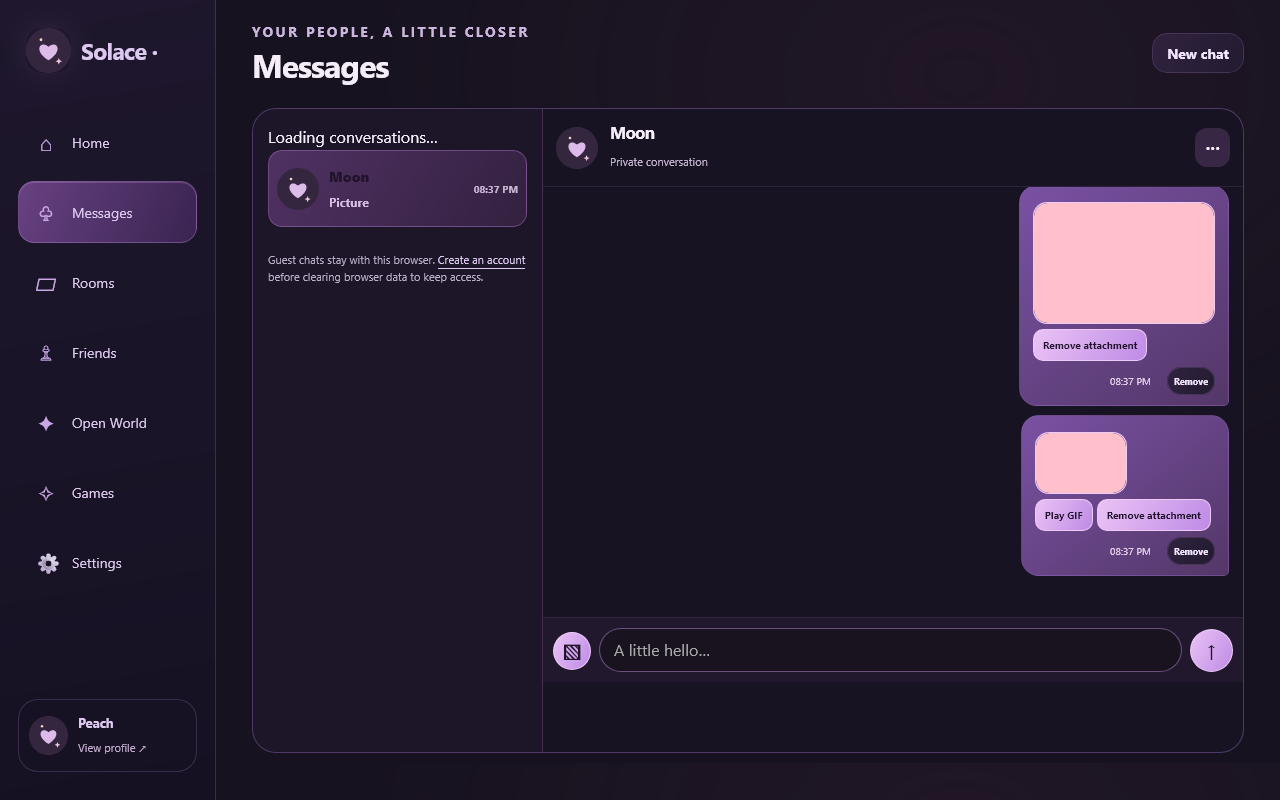 Solace ·
Home
Messages
Rooms
Friends
Open World
Games
Settings
Peach
View profile ↗
YOUR PEOPLE, A LITTLE CLOSER
Messages
New chat
Loading conversations...
Moon
08:37 PM
Picture
Guest chats stay with this browser. Create an account
before clearing browser data to keep access.
Moon
Private conversation
Remove attachment
08:37 PM Remove
Play GIF Remove attachment
08:37 PM Remove
A little hello...